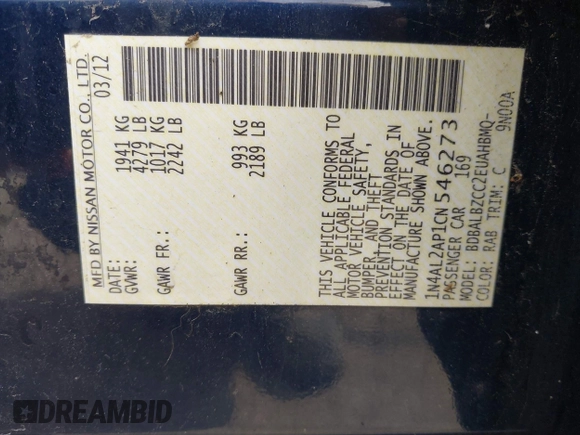 MFD BY NISSAN MOTOR CO., LTD.
DATE: 03/12
GVWR: 1941 KG
4279 LB
GAWR FR.: 1017 KG
2242 LB
GAWR RR.: 993 KG
2189 LB
THIS VEHICLE CONFORMS TO
ALL APPLICABLE FEDERAL
MOTOR VEHICLE SAFETY,
BUMPER, AND THEFT
PREVENTION STANDARDS IN
EFFECT ON THE DATE OF
MANUFACTURE SHOWN ABOVE.
1N4AL2AP1CN546273
PASSENGER CAR 169
MODEL: BDBALBZCC2EUAHBMQ-
COLOR: RAB TRIM: C 9N00A
DREAMBID